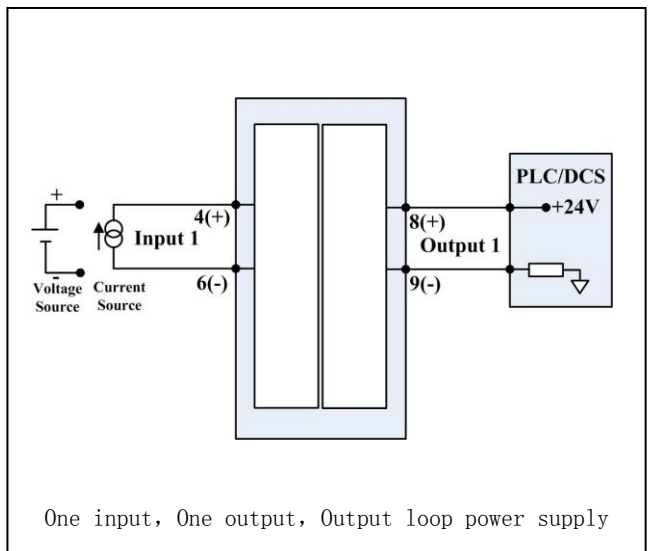 PLC/DCS
+24V
+
4(+)
Input 1
8(+)
Output 1
6(-)
9(-)
-
Voltage Source
Current Source
One input, One output, Output loop power supply